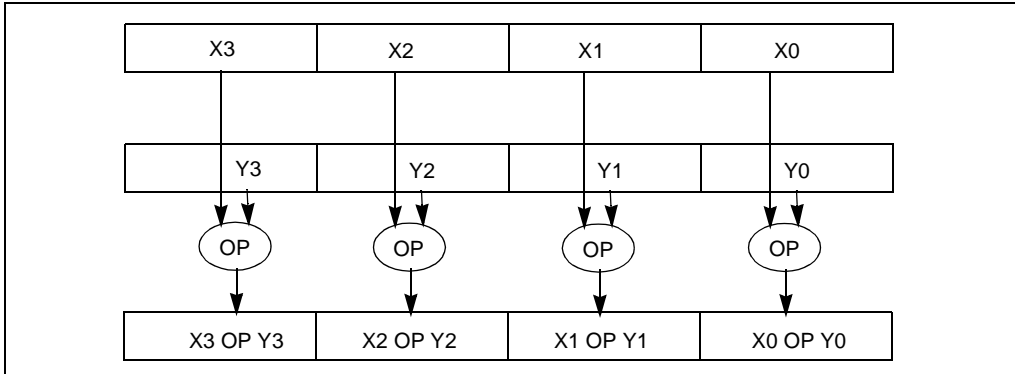 X3 X2 X1 X0
Y3 Y2 Y1 Y0
OP OP OP OP
X3 OP Y3 X2 OP Y2 X1 OP Y1 X0 OP Y0